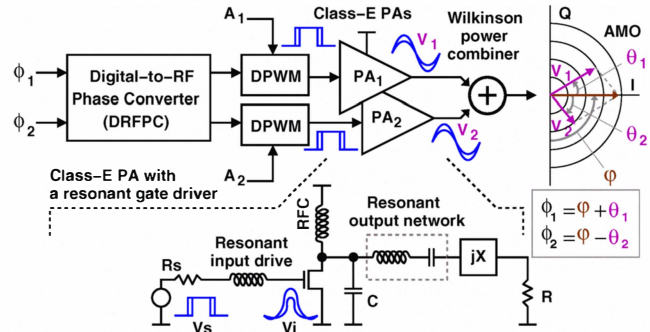 A1
Class-E PAs
Wilkinson
power
combiner
Q
AMO
ϕ1
ϕ2
Digital-to-RF
Phase Converter
(DRFPC)
DPWM
DPWM
PA1
PA2
V1
V2
+
V1
V2
I
θ1
θ2
φ
A2
Class-E PA with
a resonant gate driver
ϕ1 =φ +θ1
ϕ2 =φ −θ2
RFC
Resonant
output network
Resonant
input drive
Rs
Vs
Vi
C
jX
R